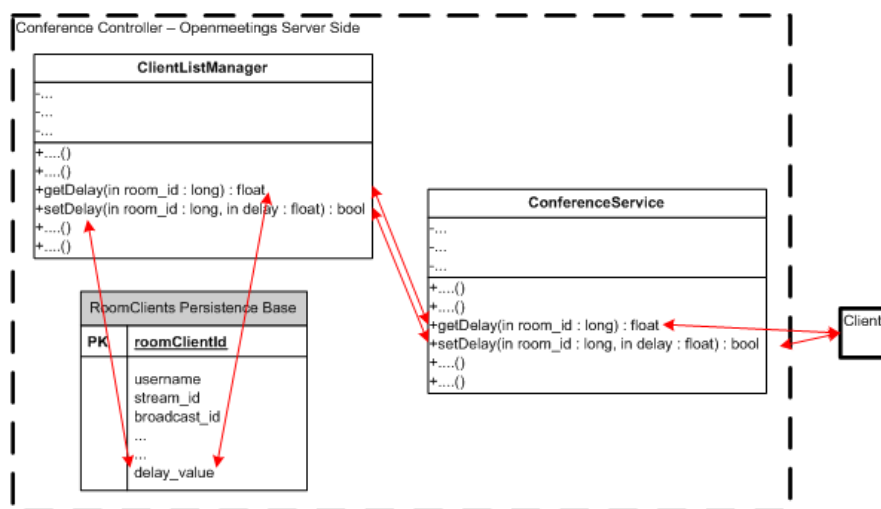 Conference Controller – Openmeetings Server Side
ClientListManager
-...
-...
-...
+....()
+....()
+getDelay(in room_id : long) : float
+setDelay(in room_id : long, in delay : float) : bool
+....()
+....()
RoomClients Persistence Base
PK roomClientId
username
stream_id
broadcast_id
...
...
delay_value
ConferenceService
-...
-...
-...
+....()
+....()
+getDelay(in room_id : long) : float
+setDelay(in room_id : long, in delay : float) : bool
+....()
+....()
Client